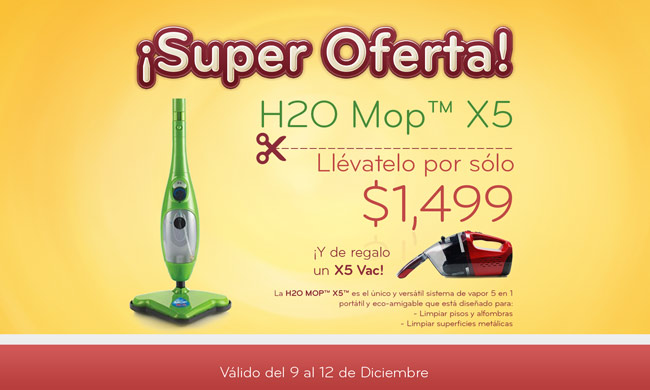 ¡Super Oferta!
H2O Mop™ X5
Llévatelo por sólo
$1,499
¡Y de regalo
un X5 Vac!
La H2O MOP™ X5™ es el único y versátil sistema de vapor 5 en 1
portátil y eco-amigable que está diseñado para:
- Limpiar pisos y alfombras
- Limpiar superficies metálicas
Válido del 9 al 12 de Diciembre